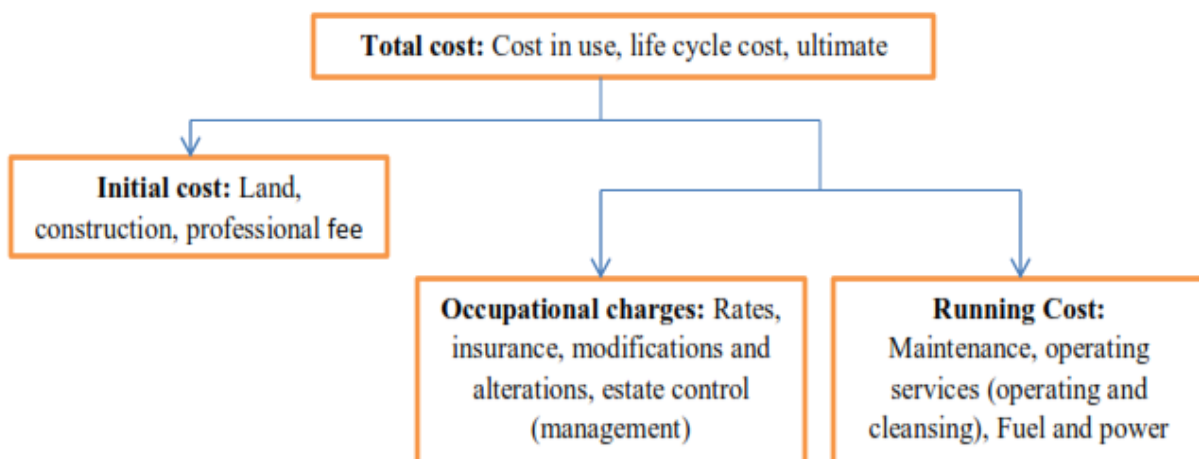 Total cost: Cost in use, life cycle cost, ultimate
Initial cost: Land,
construction, professional fee
Occupational charges: Rates,
insurance, modifications and
alterations, estate control
(management)
Running Cost:
Maintenance, operating
services (operating and
cleansing), Fuel and power